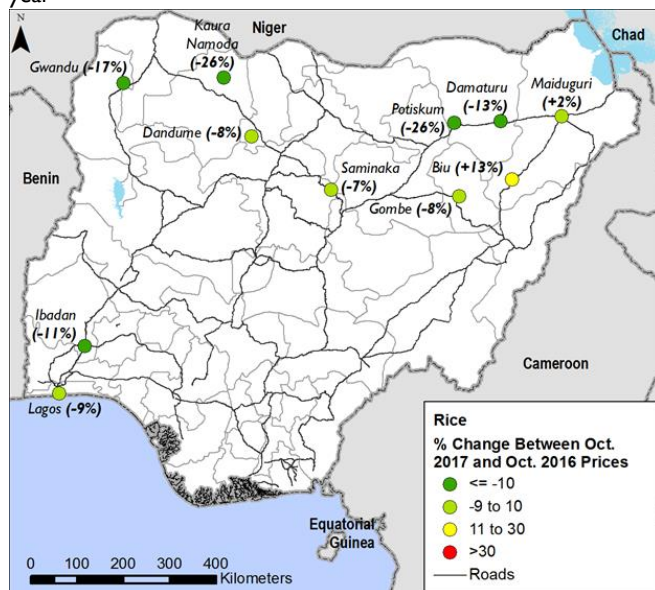 N
Niger
Chad
Kaura
Namoda
(-26%)
Gwandu (-17%)
Damaturu
(-13%)
Maiduguri
(+2%)
Potiskum
(-26%)
Dandume (-8%)
Biu (+13%)
Saminaka
(-7%)
Gombe (-8%)
Benin
Ibadan
(-11%)
Lagos (-9%)
Cameroon
Equatorial
Guinea
Rice
% Change Between Oct.
2017 and Oct. 2016 Prices
<= -10
-9 to 10
11 to 30
>30
Roads
0 50 100 200 300 400
Kilometers